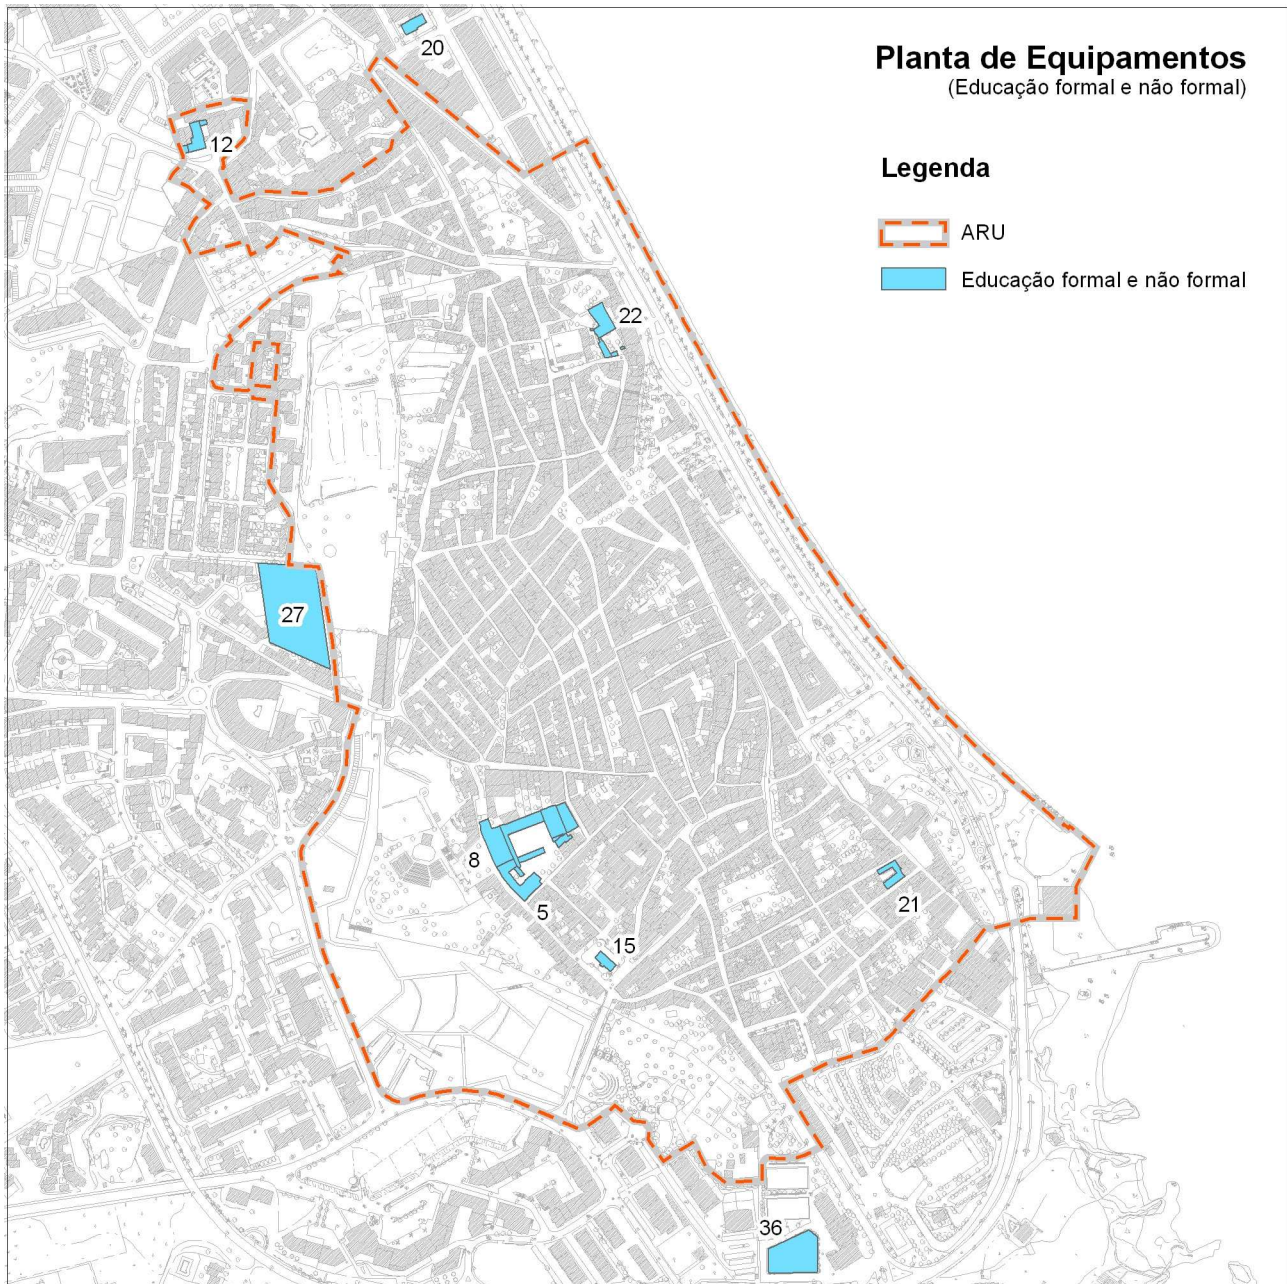 Planta de Equipamentos
(Educação formal e não formal)
Legenda
ARU
Educação formal e não formal
20
12
22
27
8
5
15
21
36